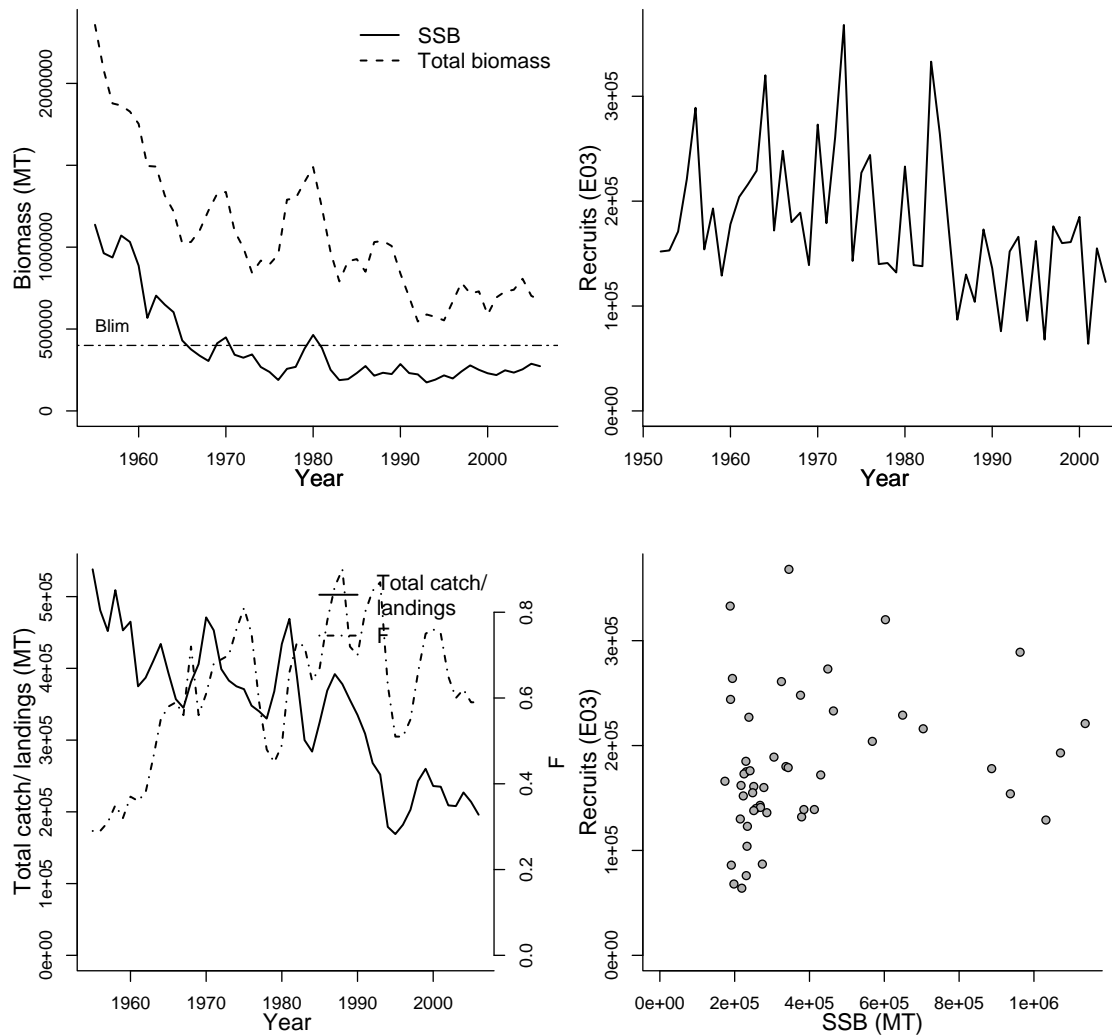 SSB
Total biomass
Biomass (MT)
0
500000
1000000
2000000
Blim
1960
1970
1980
1990
2000
Year
Recruits (E03)
0e+00
1e+05
2e+05
3e+05
1950
1960
1970
1980
1990
2000
Year
Total catch/ landings (MT)
0e+00
1e+05
2e+05
3e+05
4e+05
5e+05
Total catch/
landings
F
0.0
0.2
0.4
0.6
0.8
F
1960
1970
1980
1990
2000
Year
Recruits (E03)
0e+00
1e+05
2e+05
3e+05
0e+00
2e+05
4e+05
6e+05
8e+05
1e+06
SSB (MT)